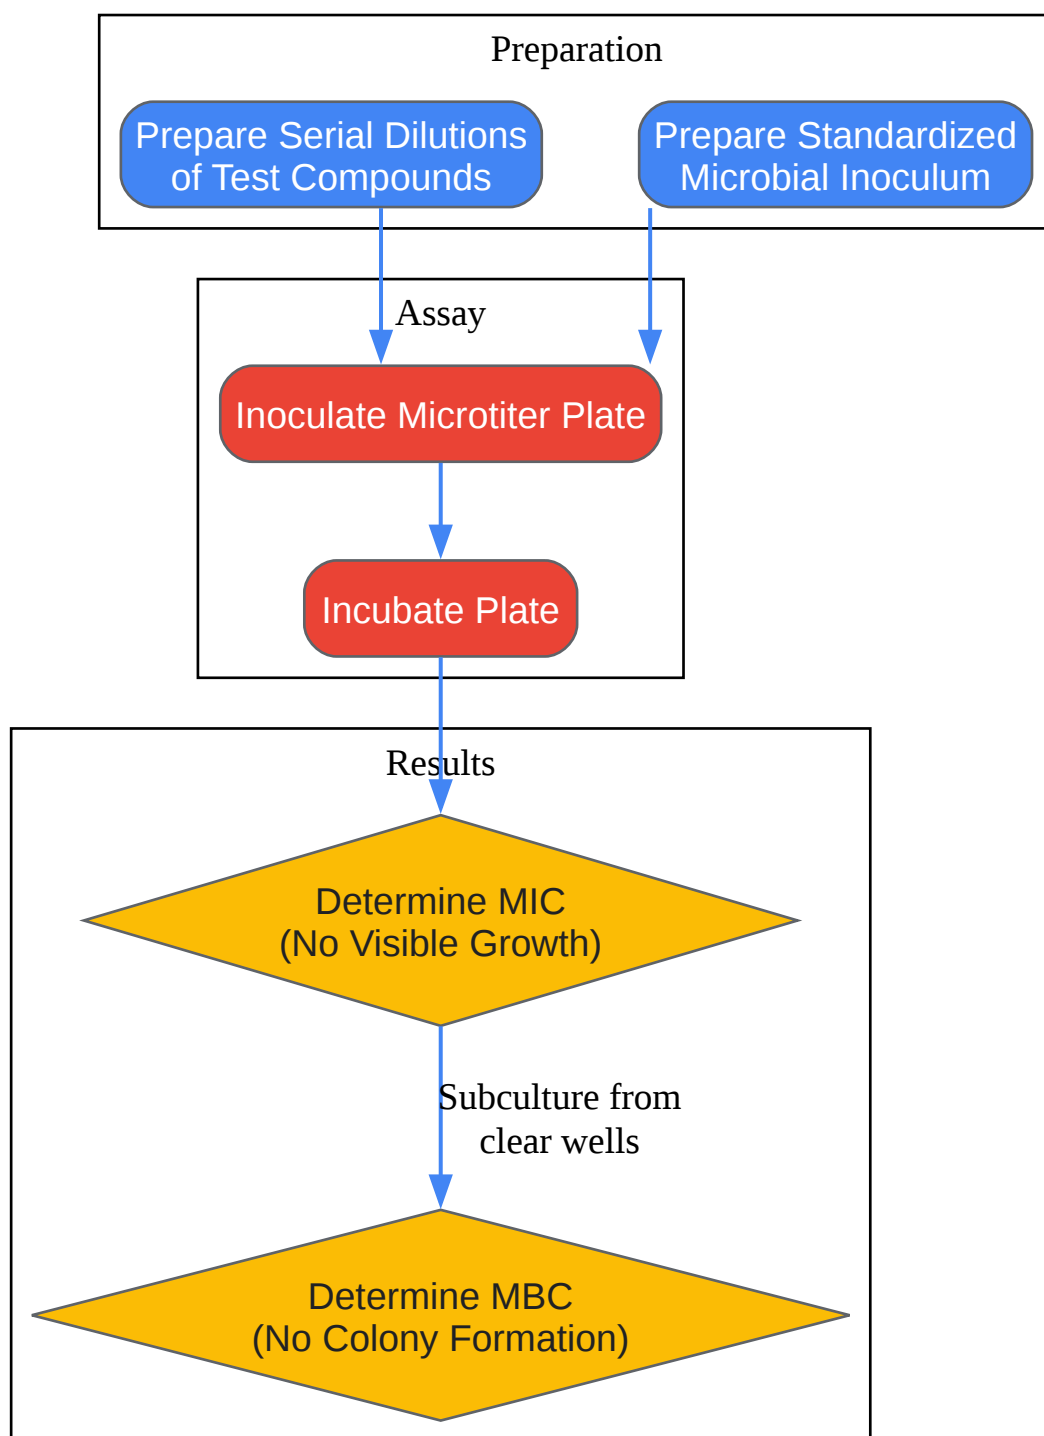 Preparation
Prepare Serial Dilutions
of Test Compounds
Prepare Standardized
Microbial Inoculum
Assay
Inoculate Microtiter Plate
Incubate Plate
Results
Determine MIC
(No Visible Growth)
Subculture from
clear wells
Determine MBC
(No Colony Formation)